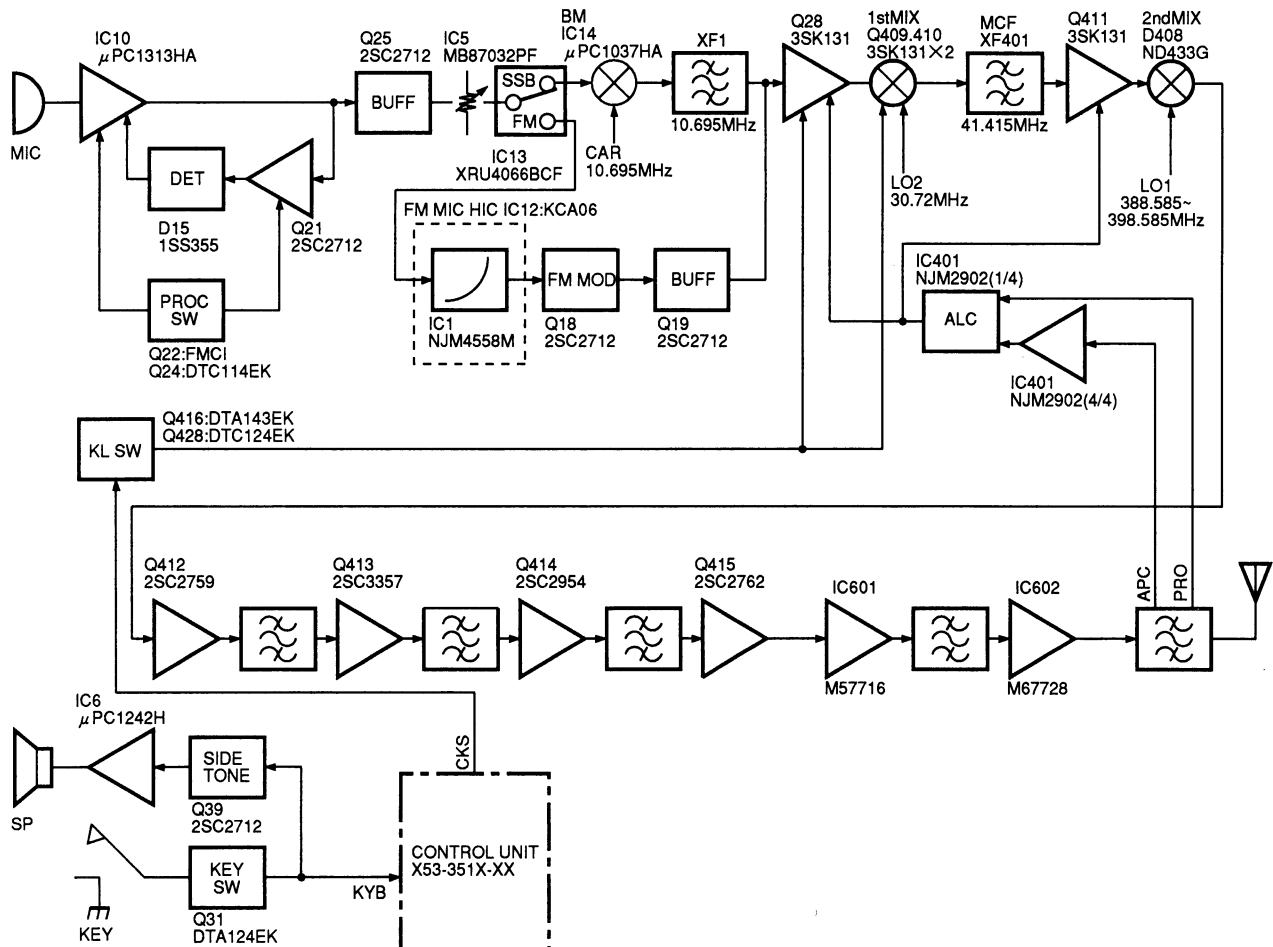 IC10
μPC1313HA
MIC
Q25
2SC2712
BUFF
IC5
MB87032PF
SSB
FM
IC13
XRU4066BCF
BM
IC14
μPC1037HA
CAR
10.695MHz
XF1
10.695MHz
Q28
3SK131
1stMIX
Q409.410
3SK131×2
LO2
30.72MHz
MCF
XF401
41.415MHz
Q411
3SK131
2ndMIX
D408
ND433G
LO1
388.585~
398.585MHz
DET
D15
1SS355
Q21
2SC2712
PROC
SW
Q22:FMCI
Q24:DTC114EK
FM MIC HIC IC12:KCA06
IC1
NJM4558M
FM MOD
Q18
2SC2712
BUFF
Q19
2SC2712
IC401
NJM2902(1/4)
ALC
IC401
NJM2902(4/4)
KL SW
Q416:DTA143EK
Q428:DTC124EK
Q412
2SC2759
Q413
2SC3357
Q414
2SC2954
Q415
2SC2762
IC601
M57716
IC602
M67728
APC
PRO
IC6
μPC1242H
SP
SIDE
TONE
Q39
2SC2712
KEY
SW
Q31
DTA124EK
KEY
KYB
CKS
CONTROL UNIT
X53-351X-XX